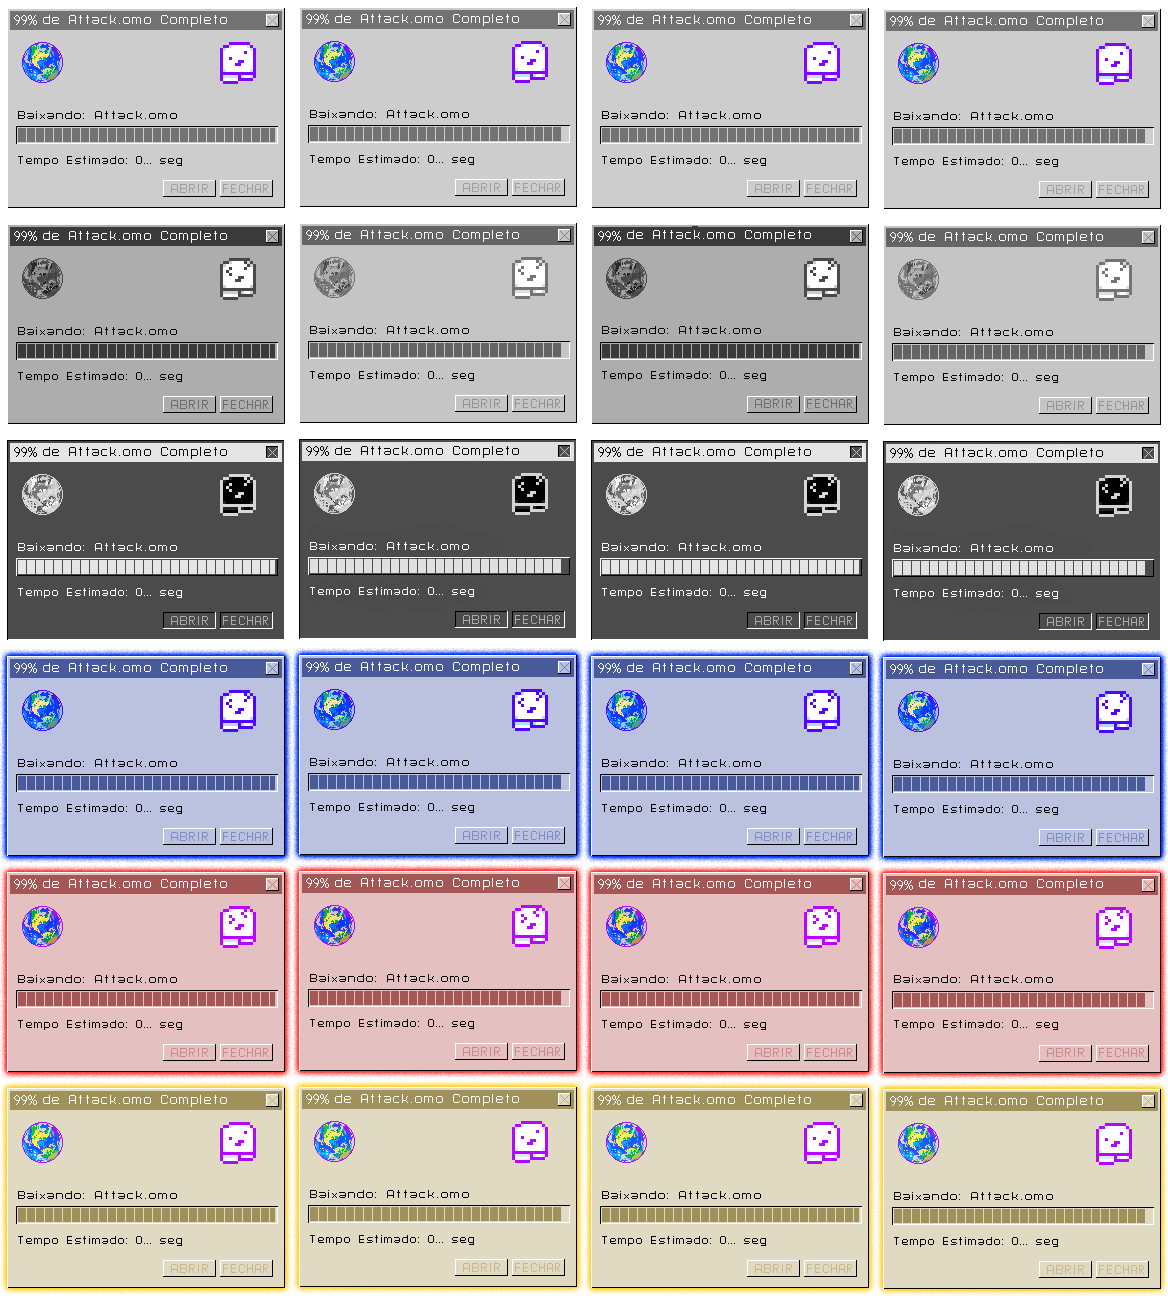 99% de Attack.omo Completo
Baixando: Attack.omo
Tempo Estimado: 0... seg
ABRIR FECHAR
99% de Attack.omo Completo
Baixando: Attack.omo
Tempo Estimado: 0... seg
ABRIR FECHAR
99% de Attack.omo Completo
Baixando: Attack.omo
Tempo Estimado: 0... seg
ABRIR FECHAR
99% de Attack.omo Completo
Baixando: Attack.omo
Tempo Estimado: 0... seg
ABRIR FECHAR
99% de Attack.omo Completo
Baixando: Attack.omo
Tempo Estimado: 0... seg
ABRIR FECHAR
99% de Attack.omo Completo
Baixando: Attack.omo
Tempo Estimado: 0... seg
ABRIR FECHAR
99% de Attack.omo Completo
Baixando: Attack.omo
Tempo Estimado: 0... seg
ABRIR FECHAR
99% de Attack.omo Completo
Baixando: Attack.omo
Tempo Estimado: 0... seg
ABRIR FECHAR
99% de Attack.omo Completo
Baixando: Attack.omo
Tempo Estimado: 0... seg
ABRIR FECHAR
99% de Attack.omo Completo
Baixando: Attack.omo
Tempo Estimado: 0... seg
ABRIR FECHAR
99% de Attack.omo Completo
Baixando: Attack.omo
Tempo Estimado: 0... seg
ABRIR FECHAR
99% de Attack.omo Completo
Baixando: Attack.omo
Tempo Estimado: 0... seg
ABRIR FECHAR
99% de Attack.omo Completo
Baixando: Attack.omo
Tempo Estimado: 0... seg
ABRIR FECHAR
99% de Attack.omo Completo
Baixando: Attack.omo
Tempo Estimado: 0... seg
ABRIR FECHAR
99% de Attack.omo Completo
Baixando: Attack.omo
Tempo Estimado: 0... seg
ABRIR FECHAR
99% de Attack.omo Completo
Baixando: Attack.omo
Tempo Estimado: 0... seg
ABRIR FECHAR
99% de Attack.omo Completo
Baixando: Attack.omo
Tempo Estimado: 0... seg
ABRIR FECHAR
99% de Attack.omo Completo
Baixando: Attack.omo
Tempo Estimado: 0... seg
ABRIR FECHAR
99% de Attack.omo Completo
Baixando: Attack.omo
Tempo Estimado: 0... seg
ABRIR FECHAR
99% de Attack.omo Completo
Baixando: Attack.omo
Tempo Estimado: 0... seg
ABRIR FECHAR
99% de Attack.omo Completo
Baixando: Attack.omo
Tempo Estimado: 0... seg
ABRIR FECHAR
99% de Attack.omo Completo
Baixando: Attack.omo
Tempo Estimado: 0... seg
ABRIR FECHAR
99% de Attack.omo Completo
Baixando: Attack.omo
Tempo Estimado: 0... seg
ABRIR FECHAR
99% de Attack.omo Completo
Baixando: Attack.omo
Tempo Estimado: 0... seg
ABRIR FECHAR